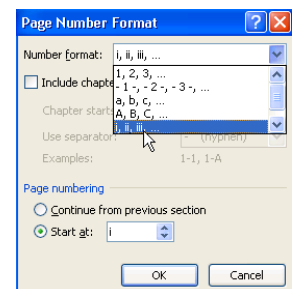 Page Number Format
Number format: i, ii, iii, ...
1, 2, 3, ...
- 1 -, - 2 -, - 3 -, ...
a, b, c, ...
A, B, C, ...
i, ii, iii, ...
Include chapte
Chapter starts
Use separator - (hyphen)
Examples: 1-1, 1-A
Page numbering
Continue from previous section
Start at: i
OK Cancel